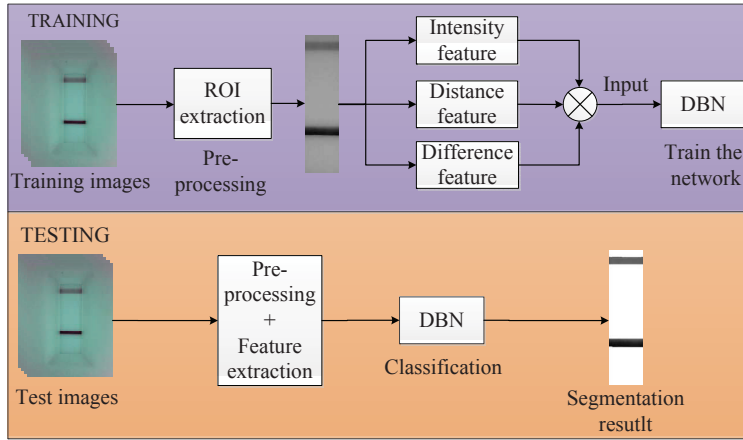 TRAINING
Training images
ROI
extraction
Pre-
processing
Intensity
feature
Distance
feature
Difference
feature
Input
DBN
Train the
network
TESTING
Test images
Pre-
processing
+
Feature
extraction
DBN
Classification
Segmentation
resutlt